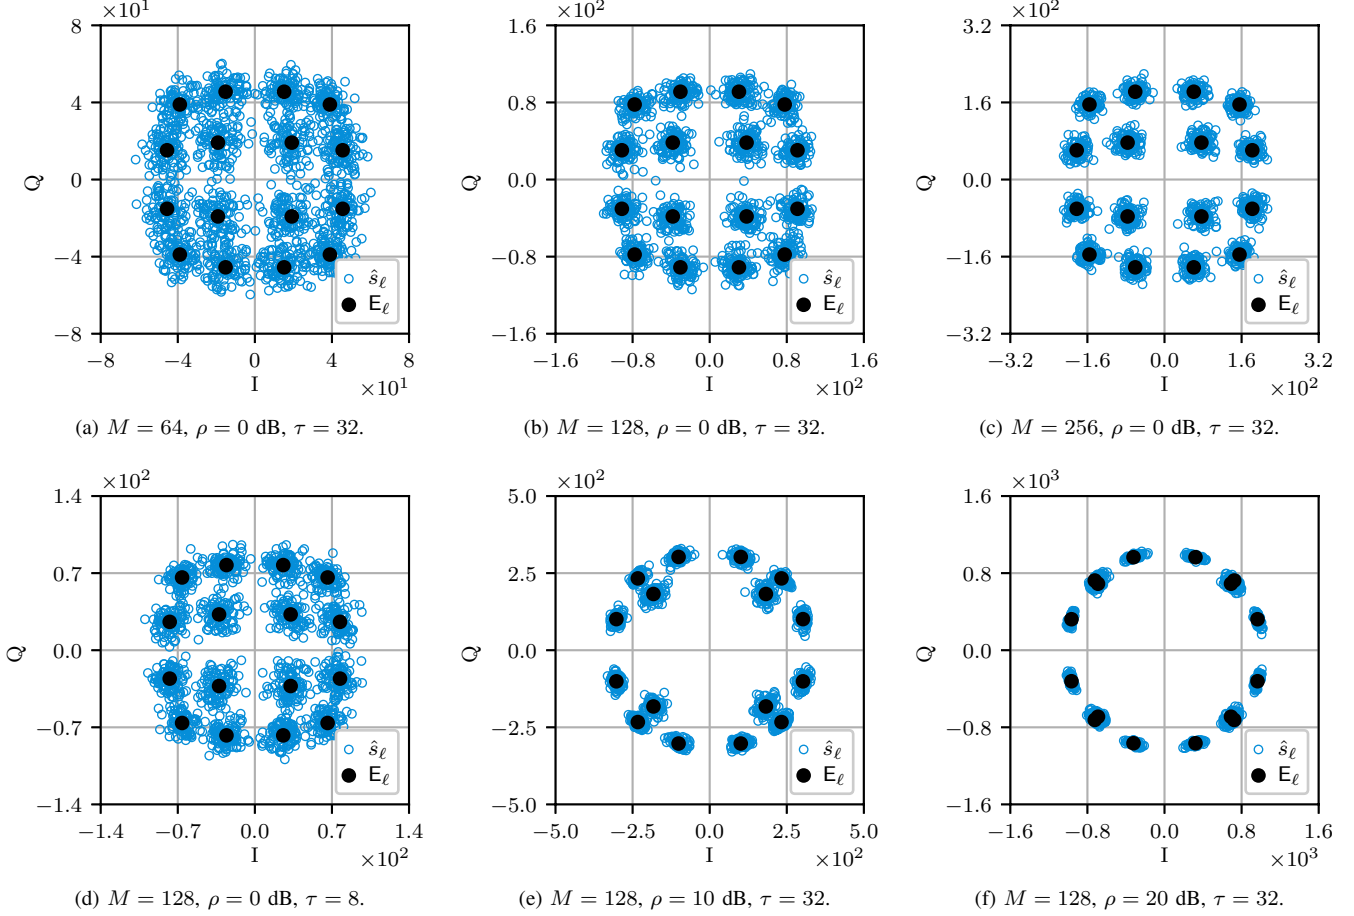 ×10¹
8
4
0
−4
−8
Q
−8 −4 0 4 8
×10¹
I
ŝ_ℓ
E_ℓ
(a) M = 64, ρ = 0 dB, τ = 32.
×10²
1.6
0.8
0.0
−0.8
−1.6
Q
−1.6 −0.8 0.0 0.8 1.6
×10²
I
ŝ_ℓ
E_ℓ
(b) M = 128, ρ = 0 dB, τ = 32.
×10²
3.2
1.6
0.0
−1.6
−3.2
Q
−3.2 −1.6 0.0 1.6 3.2
×10²
I
ŝ_ℓ
E_ℓ
(c) M = 256, ρ = 0 dB, τ = 32.
×10²
1.4
0.7
0.0
−0.7
−1.4
Q
−1.4 −0.7 0.0 0.7 1.4
×10²
I
ŝ_ℓ
E_ℓ
(d) M = 128, ρ = 0 dB, τ = 8.
×10²
5.0
2.5
0.0
−2.5
−5.0
Q
−5.0 −2.5 0.0 2.5 5.0
×10²
I
ŝ_ℓ
E_ℓ
(e) M = 128, ρ = 10 dB, τ = 32.
×10³
1.6
0.8
0.0
−0.8
−1.6
Q
−1.6 −0.8 0.0 0.8 1.6
×10³
I
ŝ_ℓ
E_ℓ
(f) M = 128, ρ = 20 dB, τ = 32.